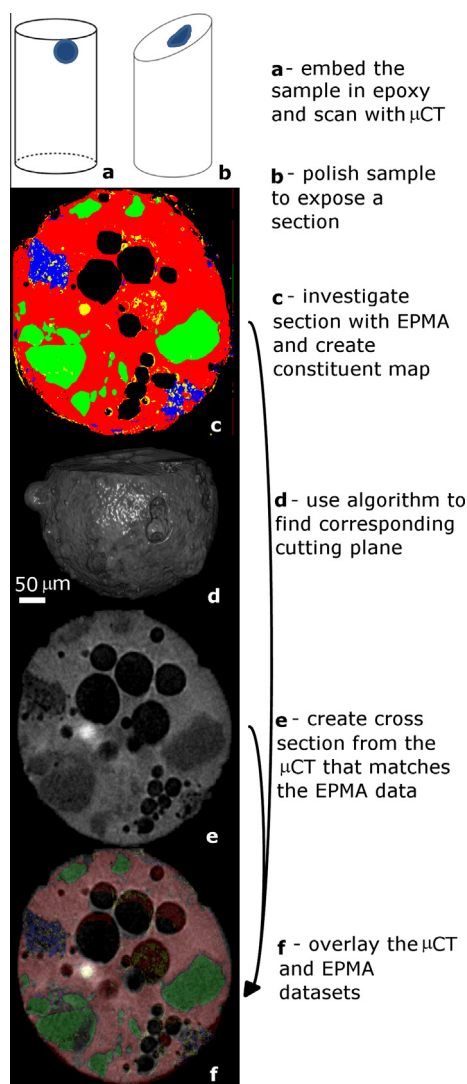 a
b
a - embed the
sample in epoxy
and scan with μCT
b - polish sample
to expose a
section
c
c - investigate
section with EPMA
and create
constituent map
50 μm
d
d - use algorithm to
find corresponding
cutting plane
e
e - create cross
section from the
μCT that matches
the EPMA data
f
f - overlay the μCT
and EPMA
datasets